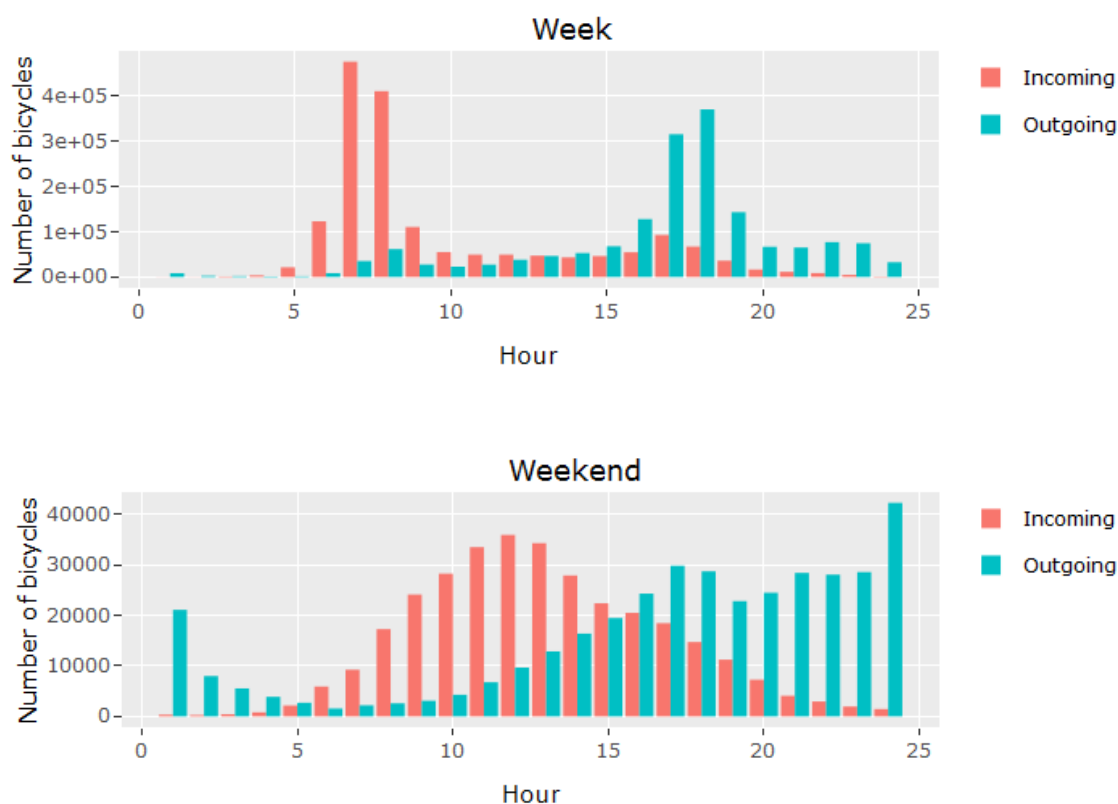 Week
Number of bicycles
4e+05
3e+05
2e+05
1e+05
0e+00
0 5 10 15 20 25
Hour
Incoming
Outgoing
Weekend
Number of bicycles
40000
30000
20000
10000
0
0 5 10 15 20 25
Hour
Incoming
Outgoing